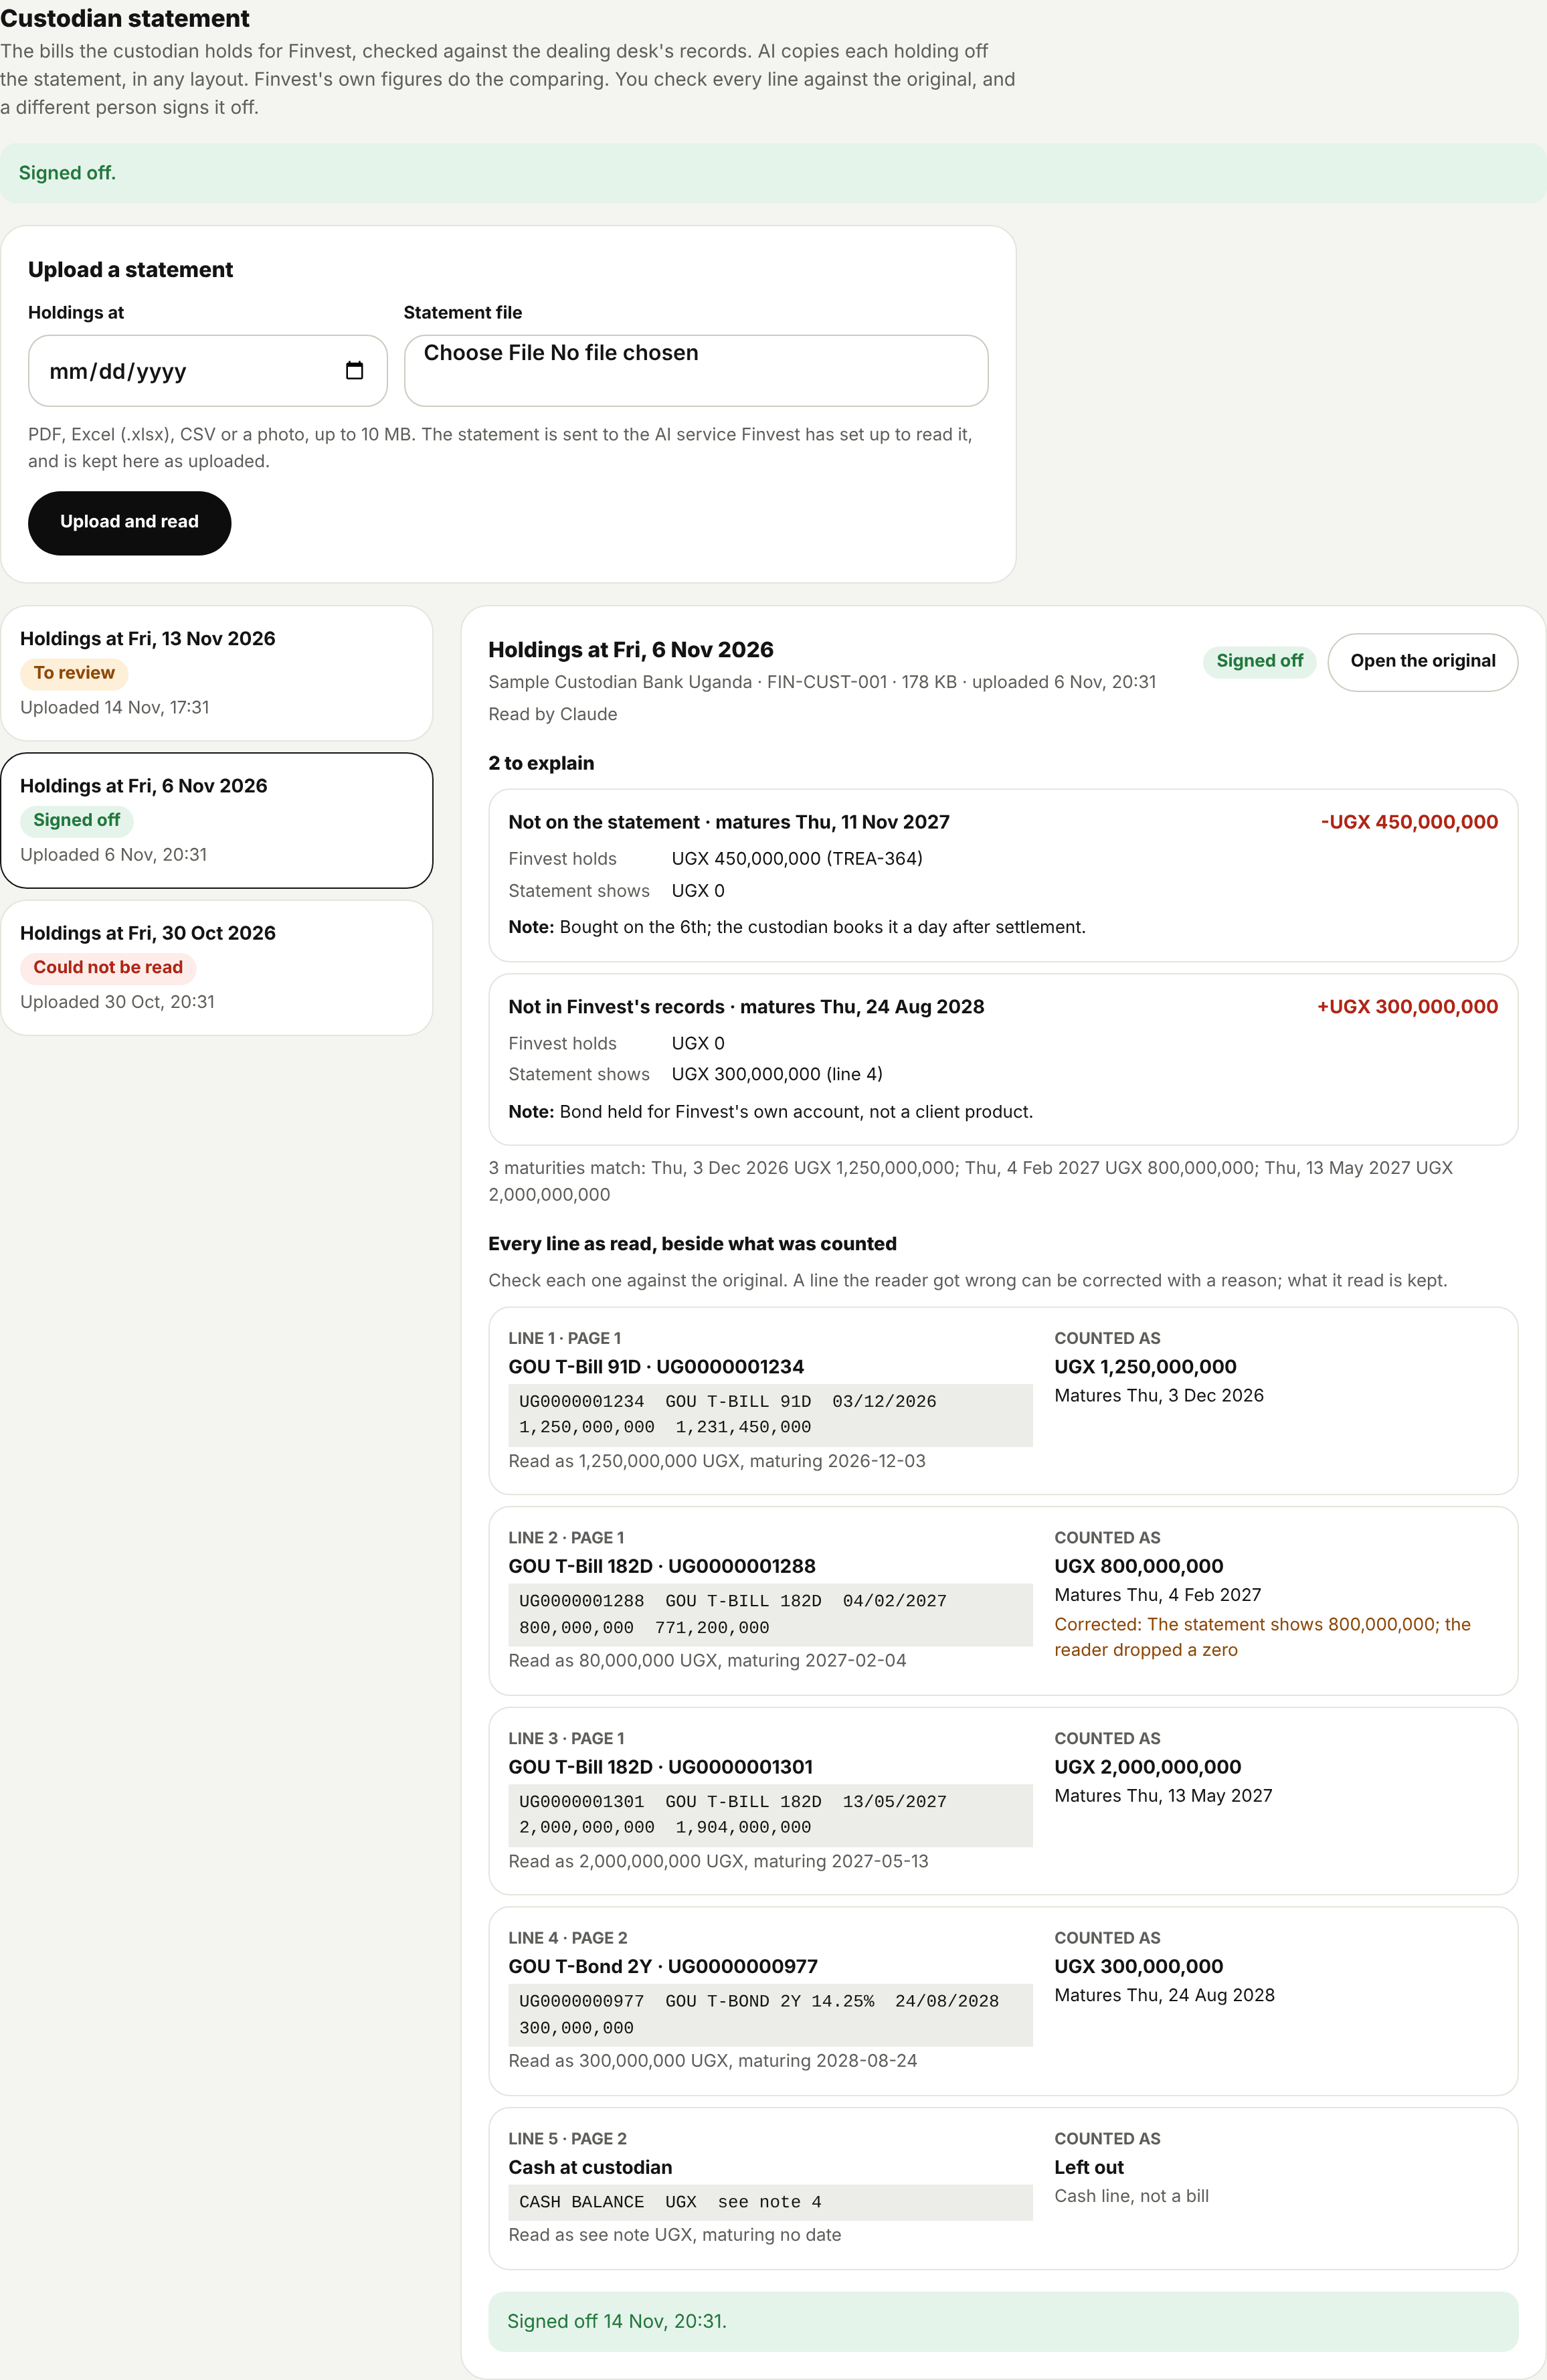 Custodian statement
The bills the custodian holds for Finvest, checked against the dealing desk's records. AI copies each holding off
the statement, in any layout. Finvest's own figures do the comparing. You check every line against the original, and
a different person signs it off.
Signed off.
Upload a statement
Holdings at
Statement file
mm/dd/yyyy
Choose File No file chosen
PDF, Excel (.xlsx), CSV or a photo, up to 10 MB. The statement is sent to the AI service Finvest has set up to read it,
and is kept here as uploaded.
Upload and read
Holdings at Fri, 13 Nov 2026
To review
Uploaded 14 Nov, 17:31
Holdings at Fri, 6 Nov 2026
Signed off
Uploaded 6 Nov, 20:31
Holdings at Fri, 30 Oct 2026
Could not be read
Uploaded 30 Oct, 20:31
Holdings at Fri, 6 Nov 2026
Signed off
Open the original
Sample Custodian Bank Uganda · FIN-CUST-001 · 178 KB · uploaded 6 Nov, 20:31
Read by Claude
2 to explain
Not on the statement · matures Thu, 11 Nov 2027
-UGX 450,000,000
Finvest holds UGX 450,000,000 (TREA-364)
Statement shows UGX 0
Note: Bought on the 6th; the custodian books it a day after settlement.
Not in Finvest's records · matures Thu, 24 Aug 2028
+UGX 300,000,000
Finvest holds UGX 0
Statement shows UGX 300,000,000 (line 4)
Note: Bond held for Finvest's own account, not a client product.
3 maturities match: Thu, 3 Dec 2026 UGX 1,250,000,000; Thu, 4 Feb 2027 UGX 800,000,000; Thu, 13 May 2027 UGX
2,000,000,000
Every line as read, beside what was counted
Check each one against the original. A line the reader got wrong can be corrected with a reason; what it read is kept.
LINE 1 · PAGE 1
GOU T-Bill 91D · UG0000001234
UG0000001234 GOU T-BILL 91D 03/12/2026
1,250,000,000 1,231,450,000
Read as 1,250,000,000 UGX, maturing 2026-12-03
COUNTED AS
UGX 1,250,000,000
Matures Thu, 3 Dec 2026
LINE 2 · PAGE 1
GOU T-Bill 182D · UG0000001288
UG0000001288 GOU T-BILL 182D 04/02/2027
800,000,000 771,200,000
Read as 80,000,000 UGX, maturing 2027-02-04
COUNTED AS
UGX 800,000,000
Matures Thu, 4 Feb 2027
Corrected: The statement shows 800,000,000; the
reader dropped a zero
LINE 3 · PAGE 1
GOU T-Bill 182D · UG0000001301
UG0000001301 GOU T-BILL 182D 13/05/2027
2,000,000,000 1,904,000,000
Read as 2,000,000,000 UGX, maturing 2027-05-13
COUNTED AS
UGX 2,000,000,000
Matures Thu, 13 May 2027
LINE 4 · PAGE 2
GOU T-Bond 2Y · UG0000000977
UG0000000977 GOU T-BOND 2Y 14.25% 24/08/2028
300,000,000
Read as 300,000,000 UGX, maturing 2028-08-24
COUNTED AS
UGX 300,000,000
Matures Thu, 24 Aug 2028
LINE 5 · PAGE 2
Cash at custodian
CASH BALANCE UGX see note 4
Read as see note UGX, maturing no date
COUNTED AS
Left out
Cash line, not a bill
Signed off 14 Nov, 20:31.